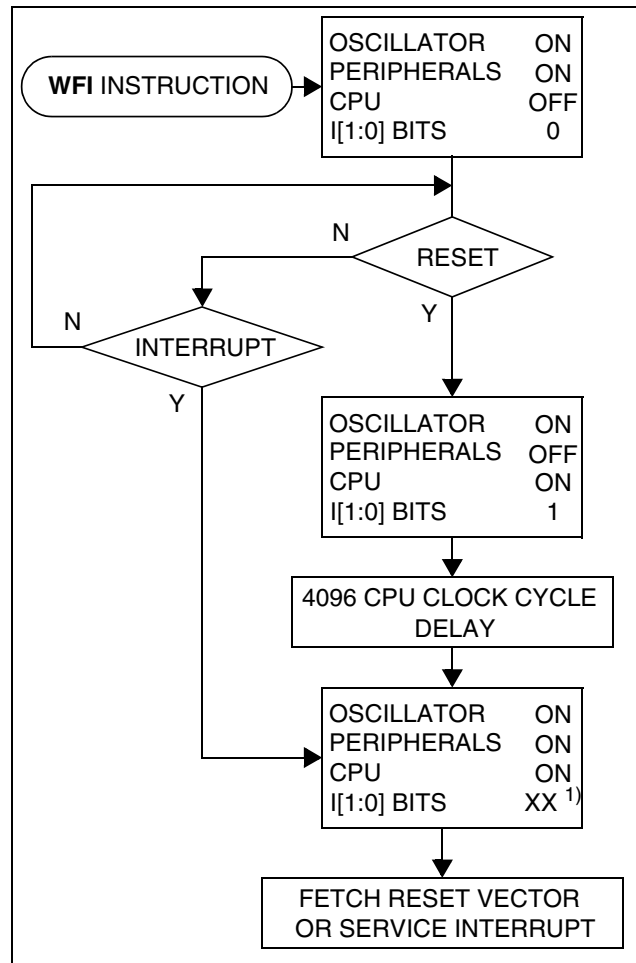 WFI INSTRUCTION
OSCILLATOR ON
PERIPHERALS ON
CPU OFF
I[1:0] BITS 0
N
RESET
Y
N
INTERRUPT
Y
OSCILLATOR ON
PERIPHERALS OFF
CPU ON
I[1:0] BITS 1
4096 CPU CLOCK CYCLE
DELAY
OSCILLATOR ON
PERIPHERALS ON
CPU ON
I[1:0] BITS XX 1)
FETCH RESET VECTOR
OR SERVICE INTERRUPT